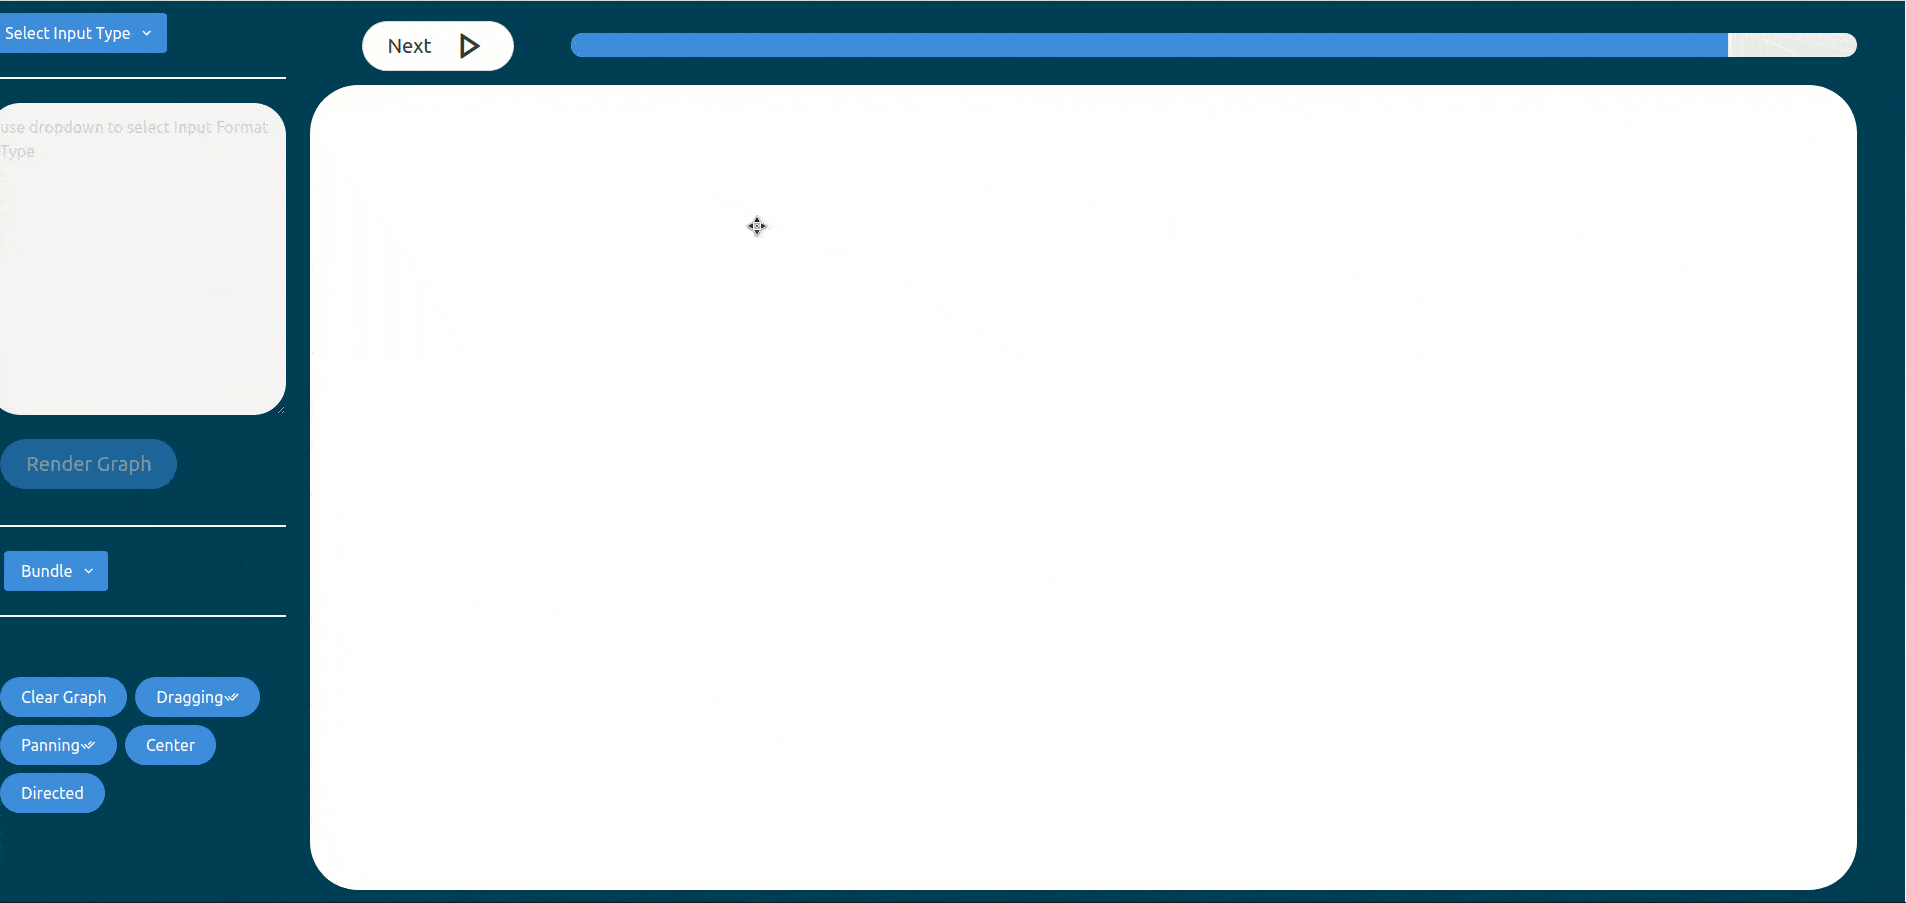 Select Input Type
Next
use dropdown to select Input Format
Type
Render Graph
Bundle
Clear Graph
Dragging
Panning
Center
Directed